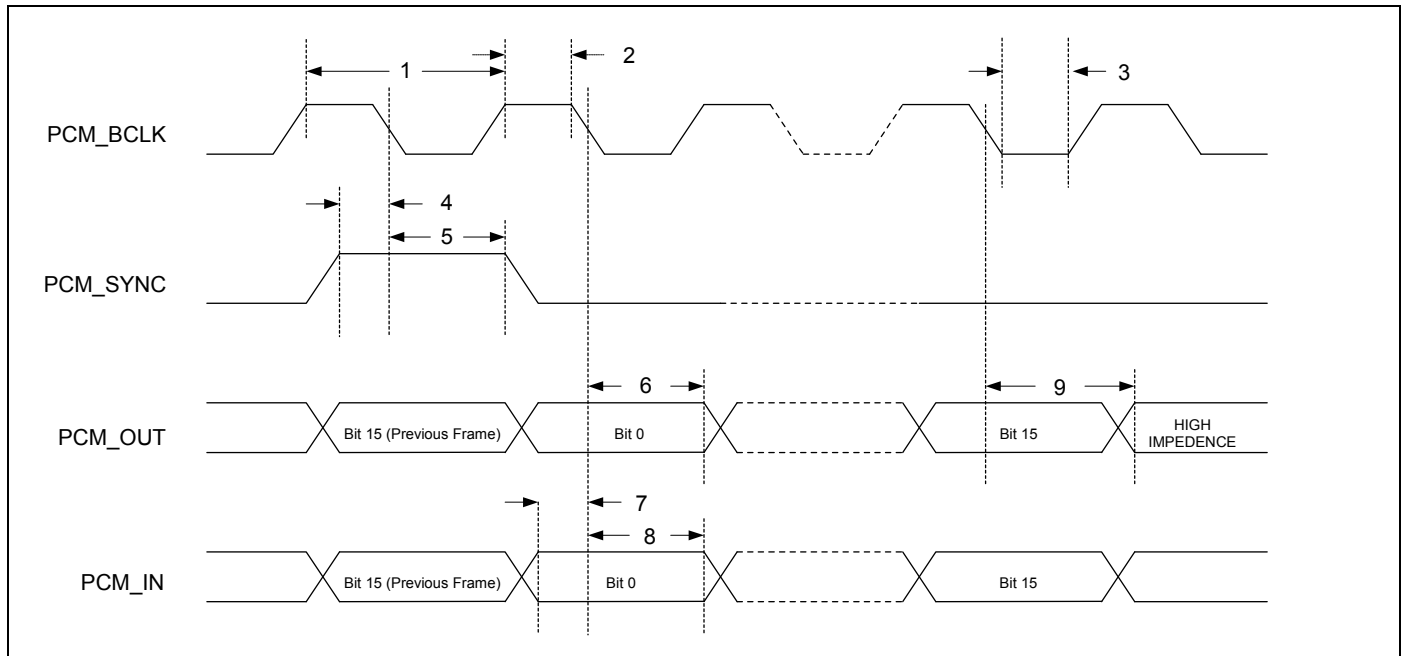 1
2
3
PCM_BCLK
4
5
PCM_SYNC
6
9
PCM_OUT
Bit 15 (Previous Frame)
Bit 0
Bit 15
HIGH
IMPEDENCE
7
8
PCM_IN
Bit 15 (Previous Frame)
Bit 0
Bit 15